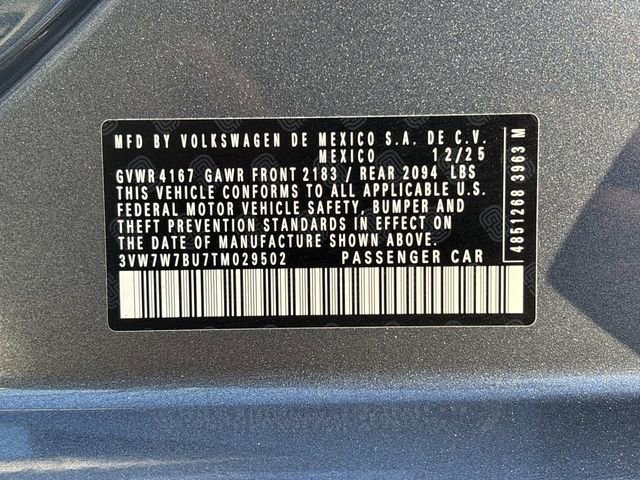 MFD BY VOLKSWAGEN DE MEXICO S.A. DE C.V.
MEXICO 12/25
GVWR 4167 GAWR FRONT 2183 / REAR 2094 LBS
THIS VEHICLE CONFORMS TO ALL APPLICABLE U.S.
FEDERAL MOTOR VEHICLE SAFETY, BUMPER AND
THEFT PREVENTION STANDARDS IN EFFECT ON
THE DATE OF MANUFACTURE SHOWN ABOVE.
3VW7W7BU7TM029502 PASSENGER CAR
4851268 3963 M